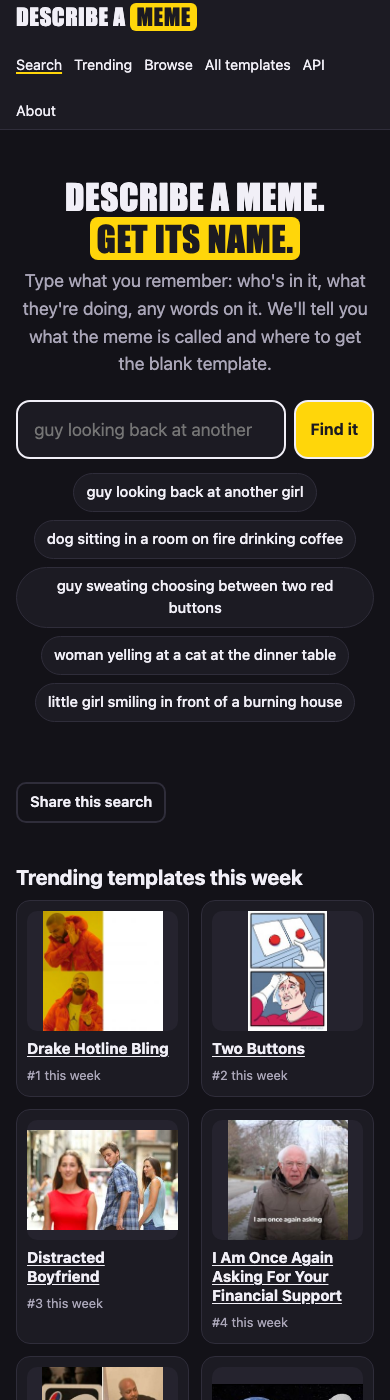 DESCRIBE A MEME
Search Trending Browse All templates API
About
DESCRIBE A MEME.
GET ITS NAME.
Type what you remember: who's in it, what
they're doing, any words on it. We'll tell you
what the meme is called and where to get
the blank template.
guy looking back at another
Find it
guy looking back at another girl
dog sitting in a room on fire drinking coffee
guy sweating choosing between two red
buttons
woman yelling at a cat at the dinner table
little girl smiling in front of a burning house
Share this search
Trending templates this week
Drake Hotline Bling
#1 this week
Two Buttons
#2 this week
Distracted
Boyfriend
#3 this week
I am once again asking
I Am Once Again
Asking For Your
Financial Support
#4 this week